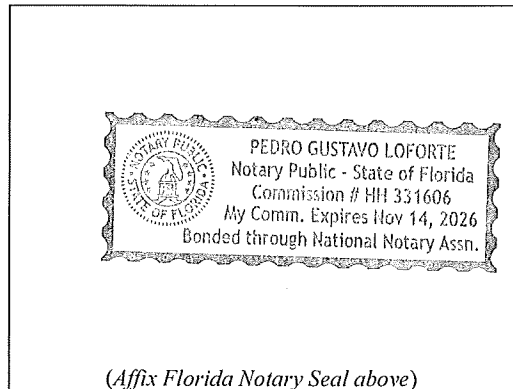 NOTARY PUBLIC
STATE OF FLORIDA
PEDRO GUSTAVO LOFORTE
Notary Public - State of Florida
Commission # HH 331606
My Comm. Expires Nov 14, 2026
Bonded through National Notary Assn.
(Affix Florida Notary Seal above)